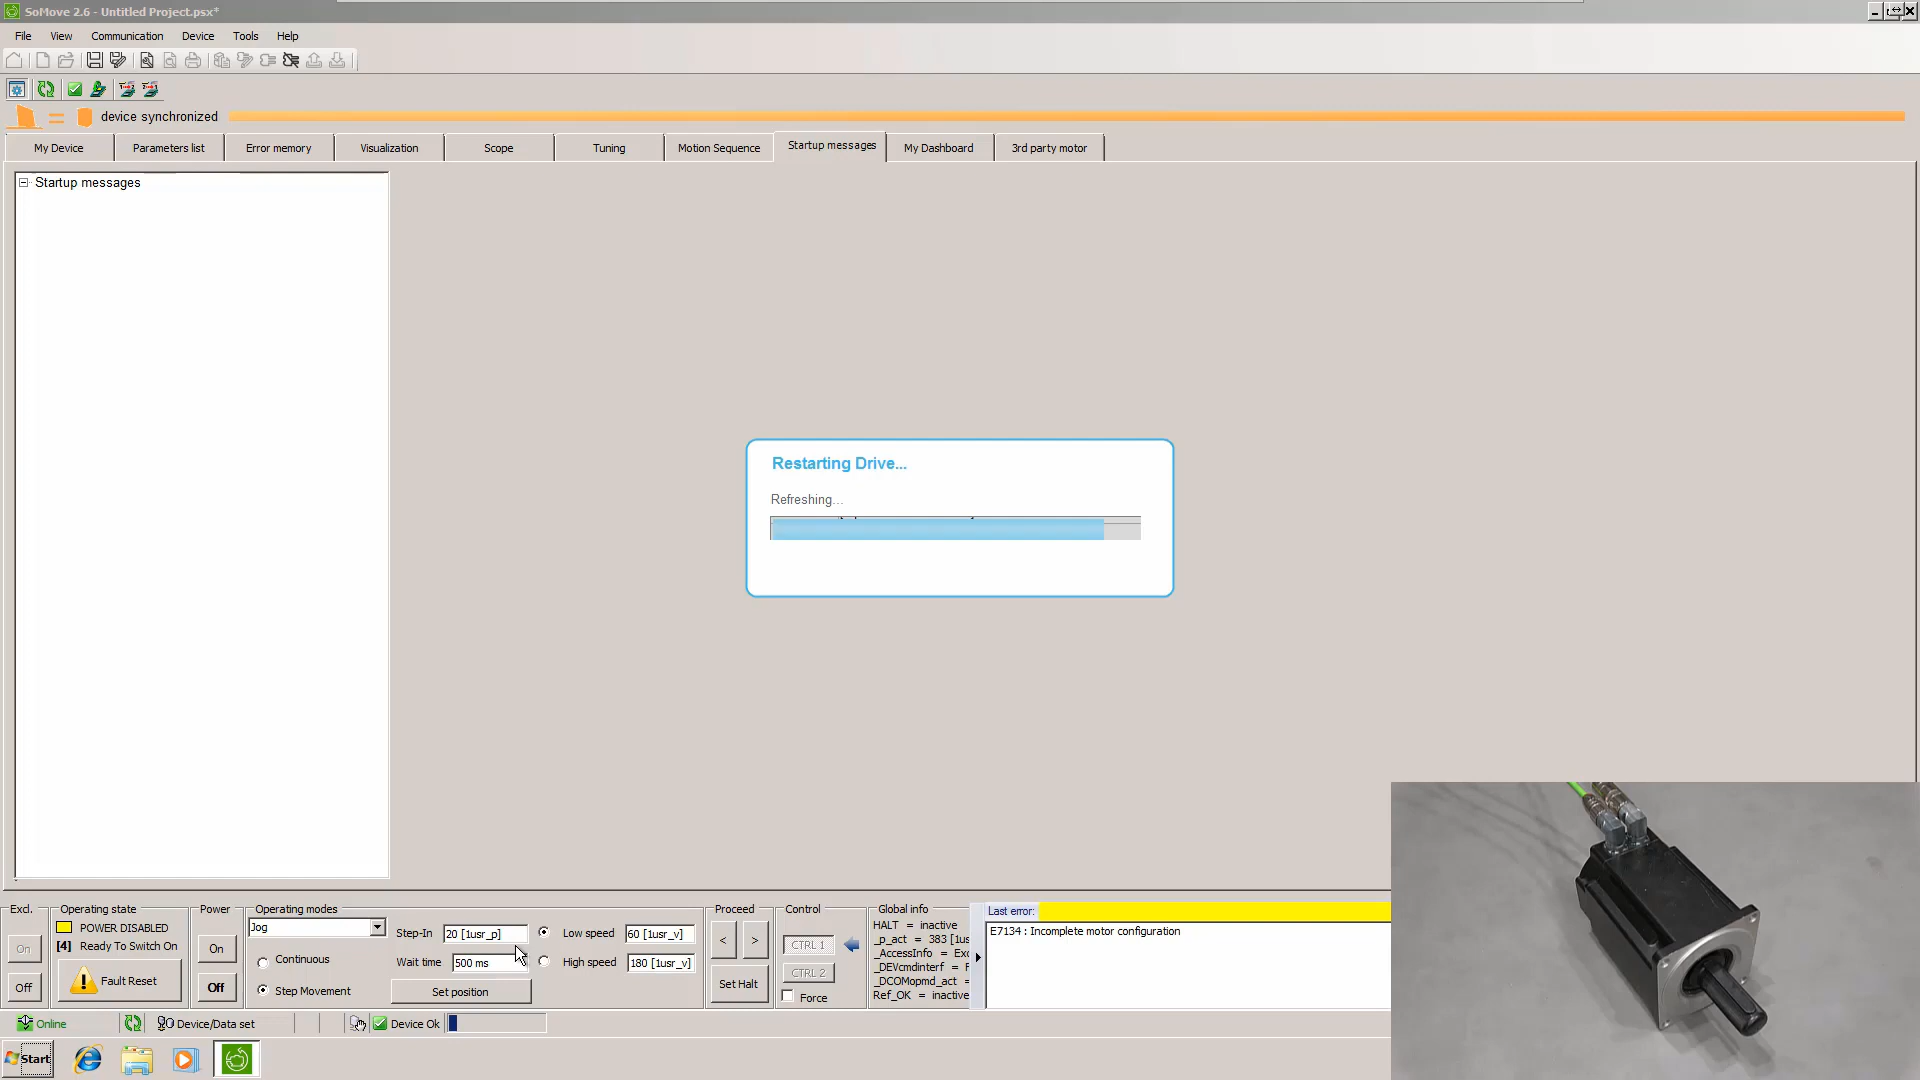 SoMove 2.6 - Untitled Project.psx*
File View Communication Device Tools Help
device synchronized
My Device Parameters list Error memory Visualization Scope Tuning Motion Sequence Startup messages My Dashboard 3rd party motor
Startup messages
Restarting Drive...
Refreshing...
Excl.
On
Off
Operating state
POWER DISABLED
[4] Ready To Switch On
Fault Reset
Power
On
Off
Operating modes
Jog
Continuous
Step Movement
Step-In 20 [1usr_p]
Wait time 500 ms
Set position
Low speed 60 [1usr_v]
High speed 180 [1usr_v]
Proceed
< >
Set Halt
Control
CTRL 1
CTRL 2
Force
Global info
HALT = inactive
_p_act = 383 [1us
_AccessInfo = Exc
_DEVcmdinterf = F
_DCOMopmd_act =
Ref_OK = inactive
Last error:
E7134 : Incomplete motor configuration
Online Device/Data set Device Ok
Start